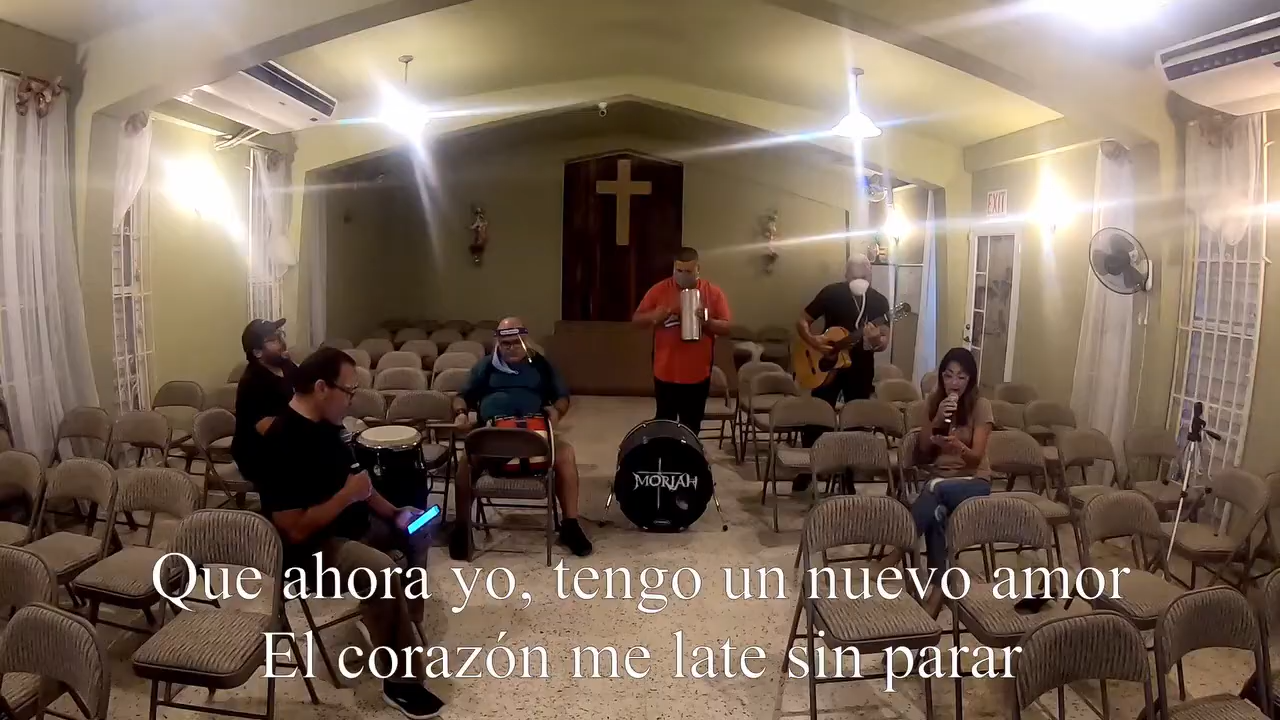 EXIT
MORIAH
Que ahora yo, tengo un nuevo amor
El corazón me late sin parar